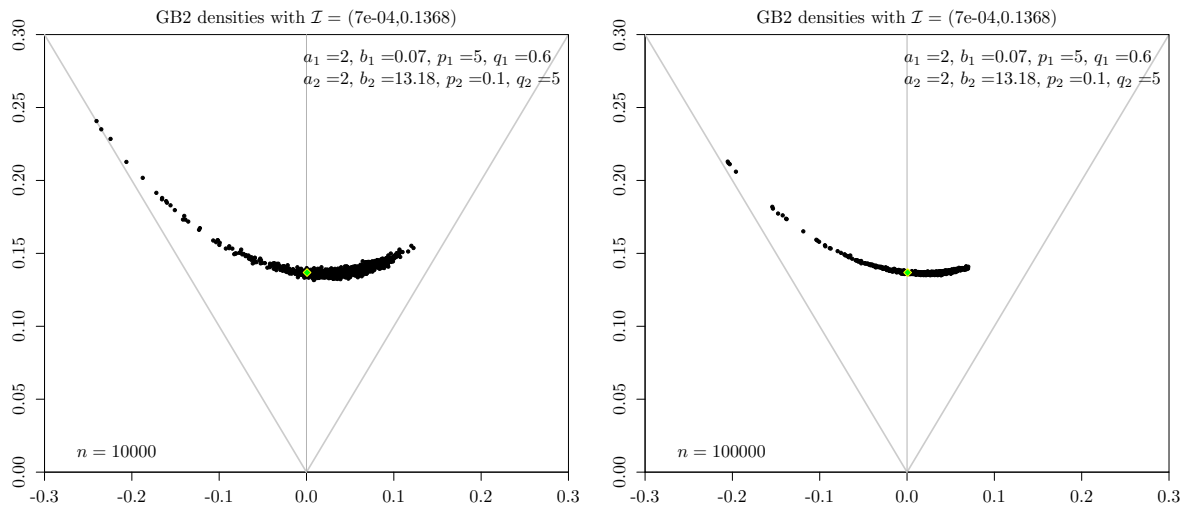 GB2 densities with ℐ = (7e-04,0.1368)
a₁ =2, b₁ =0.07, p₁ =5, q₁ =0.6
a₂ =2, b₂ =13.18, p₂ =0.1, q₂ =5
0.30
0.25
0.20
0.15
0.10
0.05
0.00
n = 10000
-0.3 -0.2 -0.1 0.0 0.1 0.2 0.3
GB2 densities with ℐ = (7e-04,0.1368)
a₁ =2, b₁ =0.07, p₁ =5, q₁ =0.6
a₂ =2, b₂ =13.18, p₂ =0.1, q₂ =5
0.30
0.25
0.20
0.15
0.10
0.05
0.00
n = 100000
-0.3 -0.2 -0.1 0.0 0.1 0.2 0.3